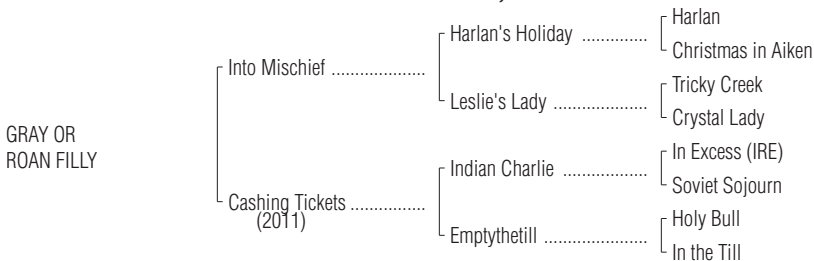 GRAY OR
ROAN FILLY
Into Mischief ....................
Cashing Tickets ................
(2011)
Harlan's Holiday ..............
Leslie's Lady ....................
Indian Charlie ..................
Emptythetill ......................
Harlan
Christmas in Aiken
Tricky Creek
Crystal Lady
In Excess (IRE)
Soviet Sojourn
Holy Bull
In the Till